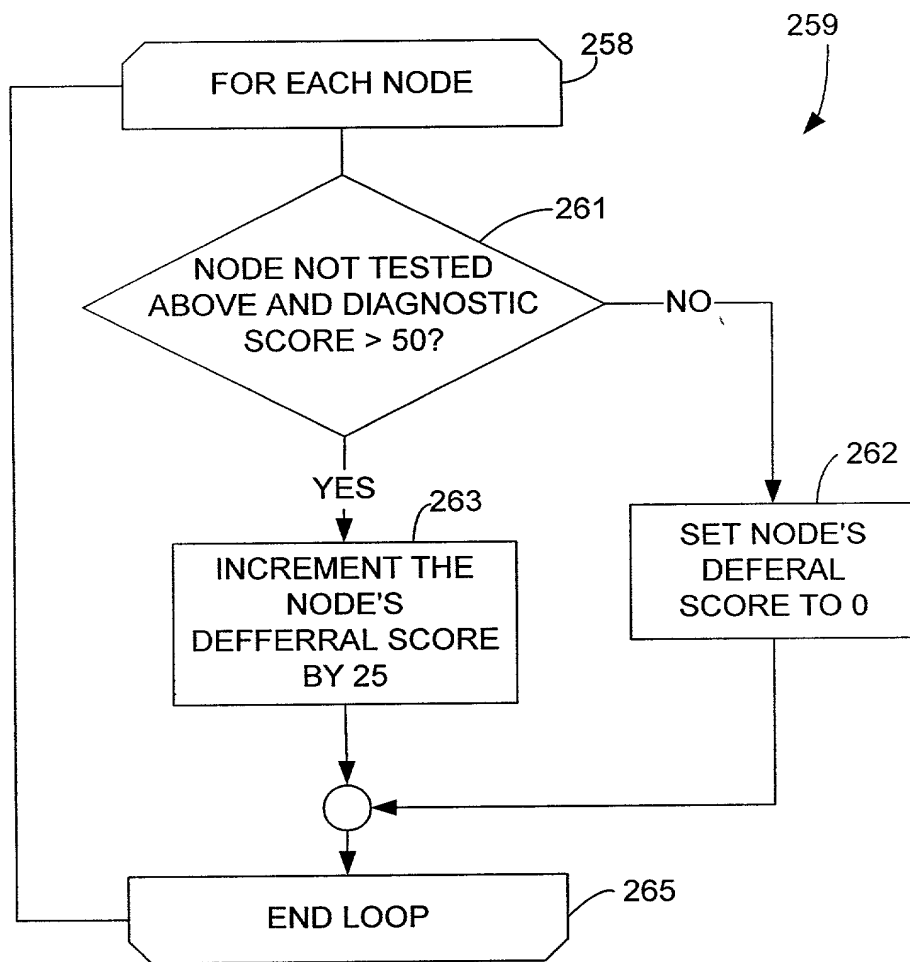 259
258
FOR EACH NODE
261
NODE NOT TESTED
ABOVE AND DIAGNOSTIC
SCORE > 50?
NO
YES
262
263
SET NODE'S
DEFERAL
SCORE TO 0
INCREMENT THE
NODE'S
DEFFERRAL SCORE
BY 25
265
END LOOP